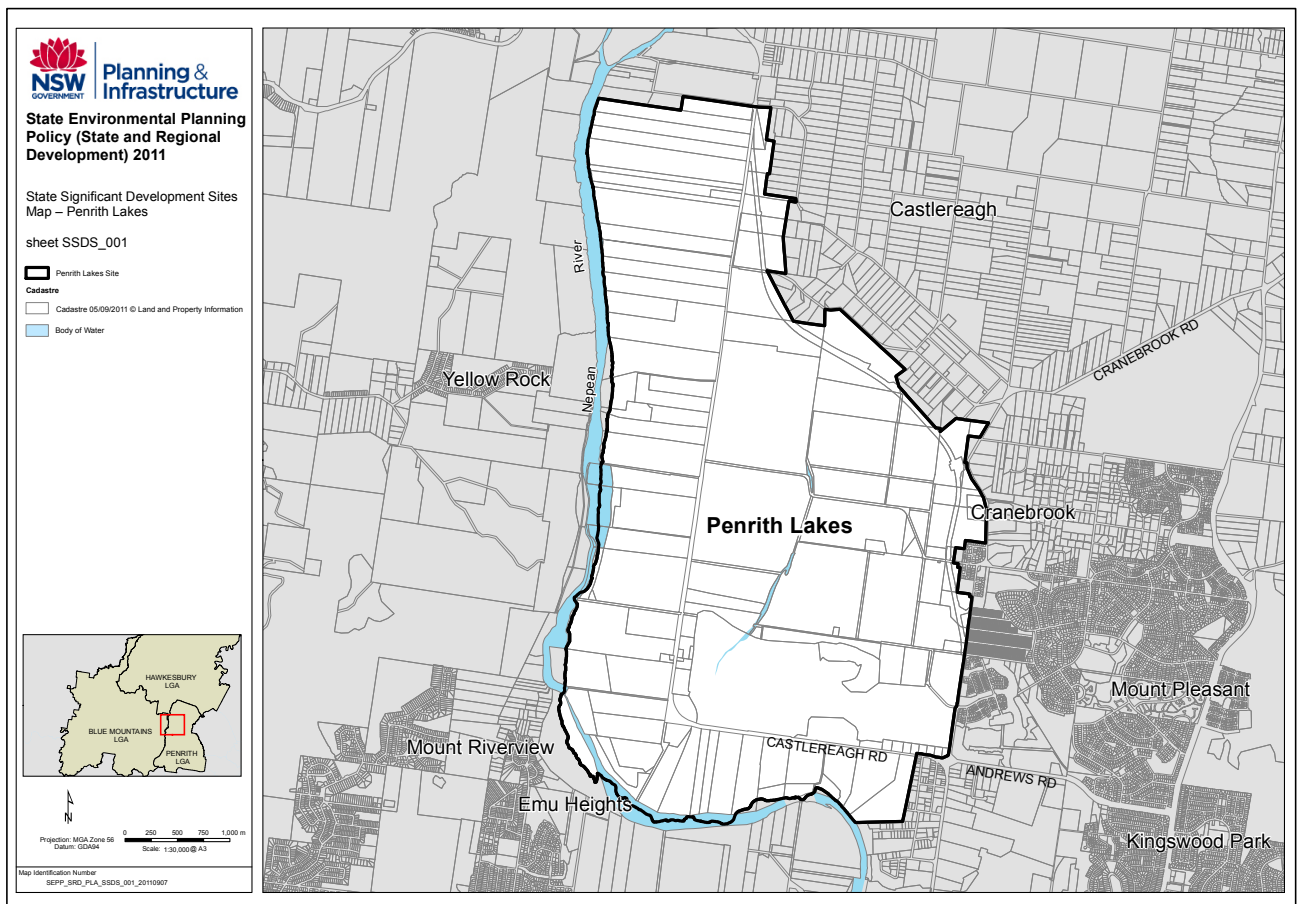 NSW
GOVERNMENT
Planning &
Infrastructure
State Environmental Planning
Policy (State and Regional
Development) 2011
State Significant Development Sites
Map – Penrith Lakes
sheet SSDS_001
Penrith Lakes Site
Cadastre
Cadastre 05/09/2011 © Land and Property Information
Body of Water
HAWKESBURY
LGA
BLUE MOUNTAINS
LGA
PENRITH
LGA
N
Projection: MGA Zone 56
Datum: GDA94
0 250 500 750 1,000 m
Scale: 1:30,000 @ A3
Map Identification Number
SEPP_SRD_PLA_SSDS_001_20110907
Castlereagh
River
CRANEBROOK RD
Yellow Rock
Nepean
Cranebrook
Penrith Lakes
Mount Pleasant
Mount Riverview
CASTLEREAGH RD
ANDREWS RD
Emu Heights
Kingswood Park